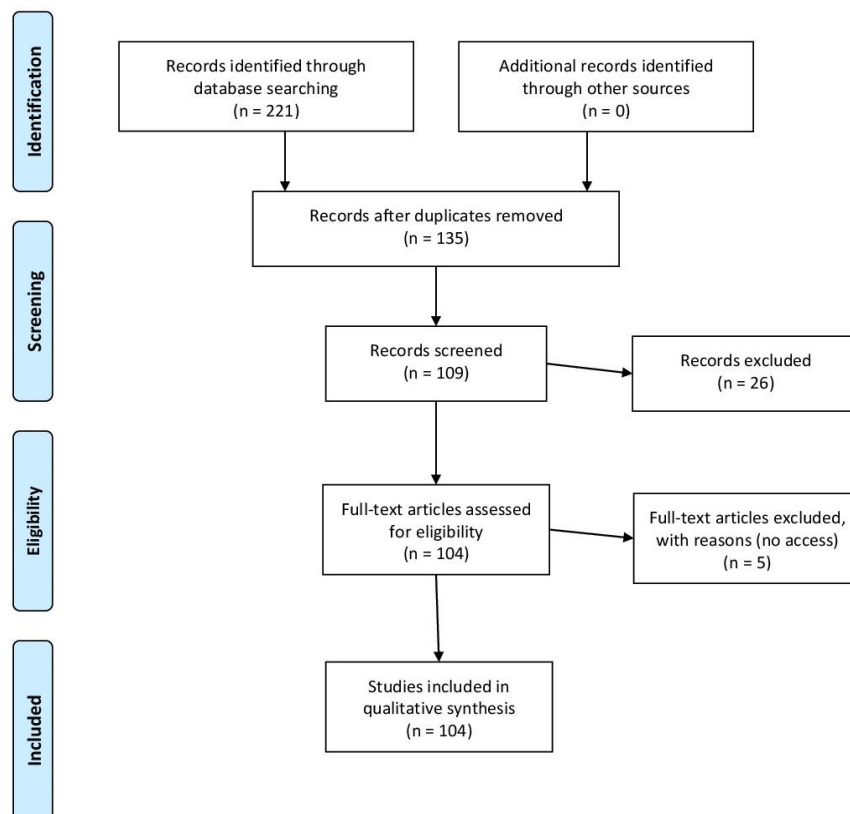 Identification
Records identified through
database searching
(n = 221)
Additional records identified
through other sources
(n = 0)
Records after duplicates removed
(n = 135)
Screening
Records screened
(n = 109)
Records excluded
(n = 26)
Eligibility
Full-text articles assessed
for eligibility
(n = 104)
Full-text articles excluded,
with reasons (no access)
(n = 5)
Included
Studies included in
qualitative synthesis
(n = 104)